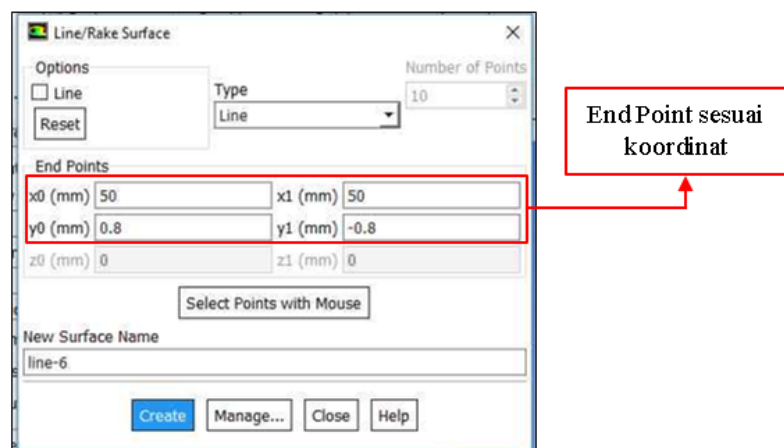 Line/Rake Surface
Options
Line
Reset
Type
Line
Number of Points
10
End Points
x0 (mm) 50 x1 (mm) 50
y0 (mm) 0.8 y1 (mm) -0.8
z0 (mm) 0 z1 (mm) 0
Select Points with Mouse
New Surface Name
line-6
Create Manage... Close Help
End Point sesuai
koordinat